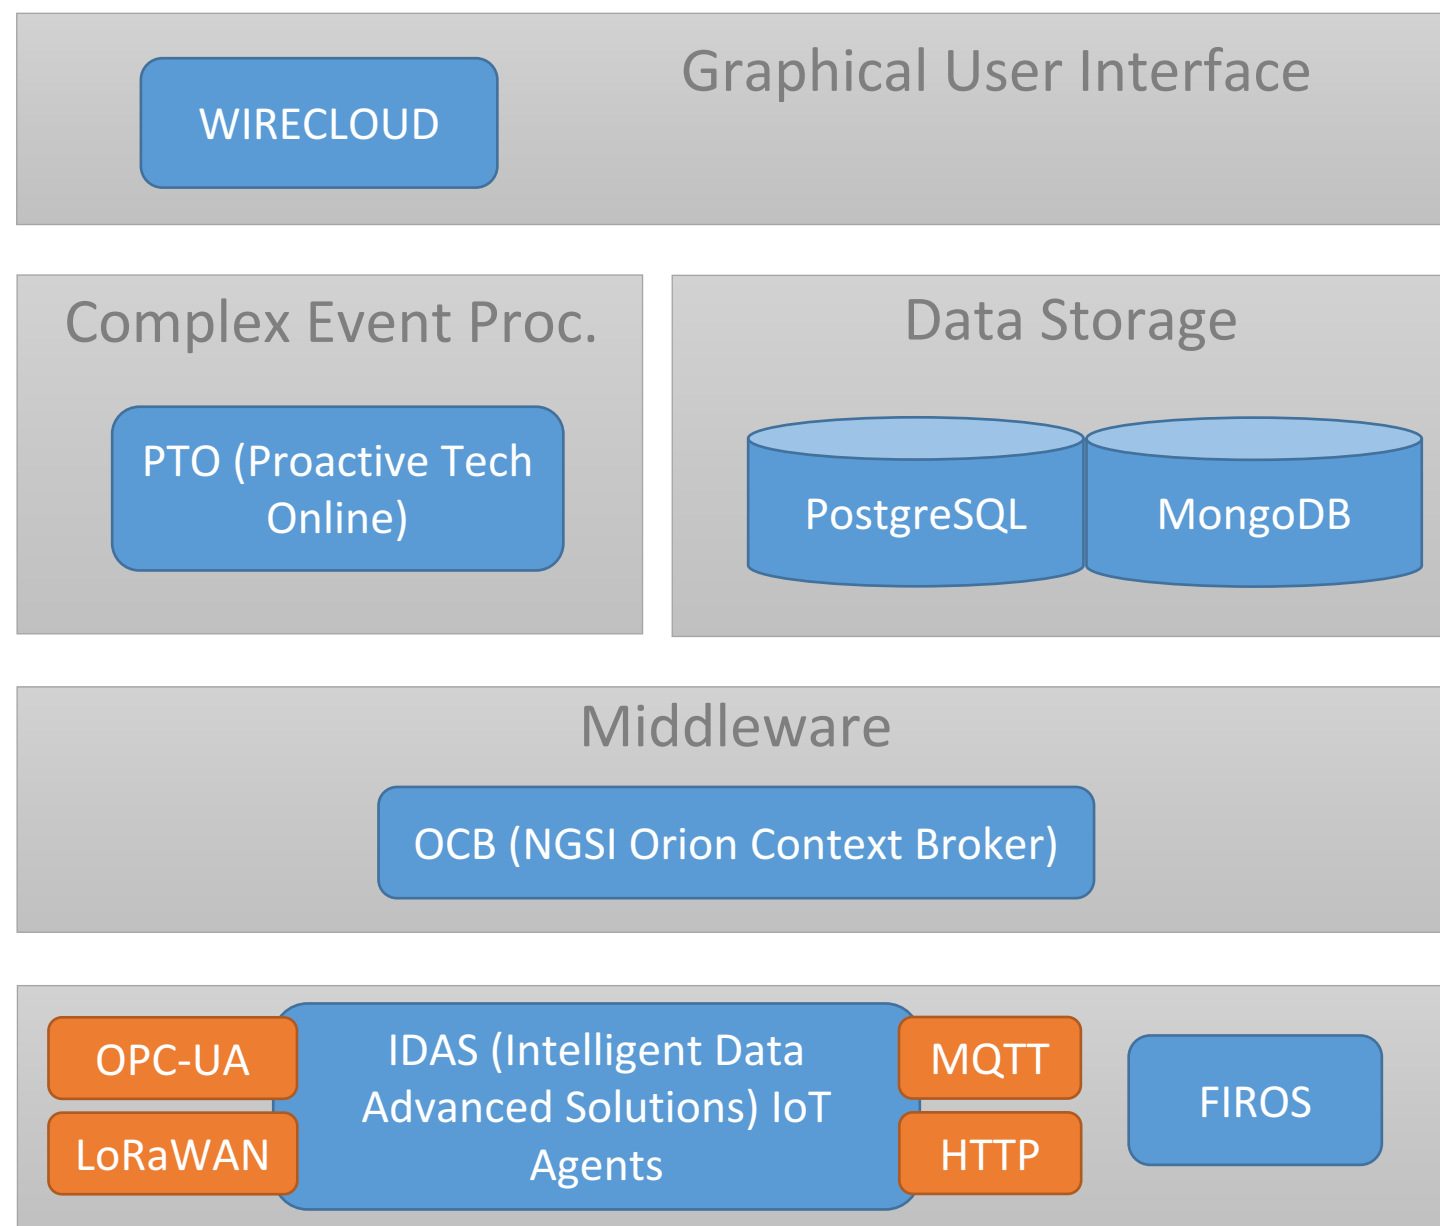 Graphical User Interface
WIRECLOUD
Complex Event Proc.
PTO (Proactive Tech
Online)
Data Storage
PostgreSQL
MongoDB
Middleware
OCB (NGSI Orion Context Broker)
OPC-UA
LoRaWAN
IDAS (Intelligent Data
Advanced Solutions) IoT
Agents
MQTT
HTTP
FIROS